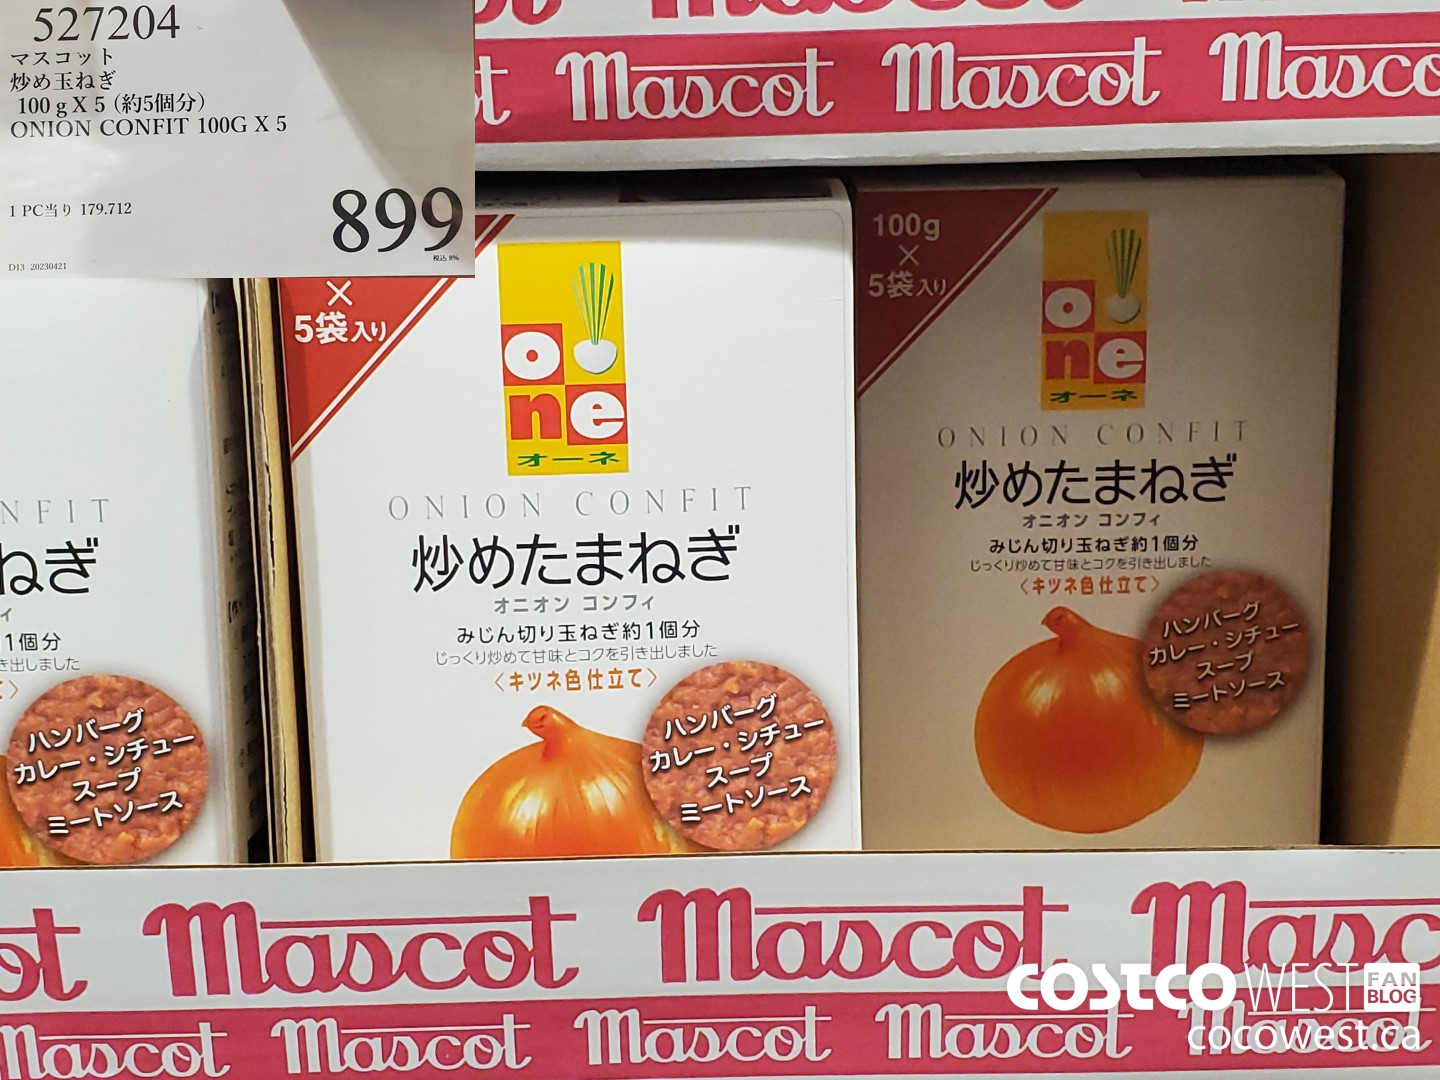 527204
マスコット
炒め玉ねぎ
100 g X 5 (約5個分)
ONION CONFIT 100G X 5
1 PC当り 179.712
899
税込 8%
D13 20230421
Mascot Mascot Mascot
×
5袋入り
one
オーネ
ONION CONFIT
炒めたまねぎ
オニオン コンフィ
みじん切り玉ねぎ約1個分
じっくり炒めて甘味とコクを引き出しました
〈キツネ色仕立て〉
ハンバーグ
カレー・シチュー
スープ
ミートソース
100g
×
5袋入り
one
オーネ
ONION CONFIT
炒めたまねぎ
オニオン コンフィ
みじん切り玉ねぎ約1個分
じっくり炒めて甘味とコクを引き出しました
〈キツネ色仕立て〉
ハンバーグ
カレー・シチュー
スープ
ミートソース
NFIT
ねぎ
ィ
1個分
き出しました
ハンバーグ
カレー・シチュー
スープ
ミートソース
ot Mascot Mascot Masc
Mascot Mascot Mascot Mascot Mascot
COSTCO WEST FAN BLOG
cocowest.ca